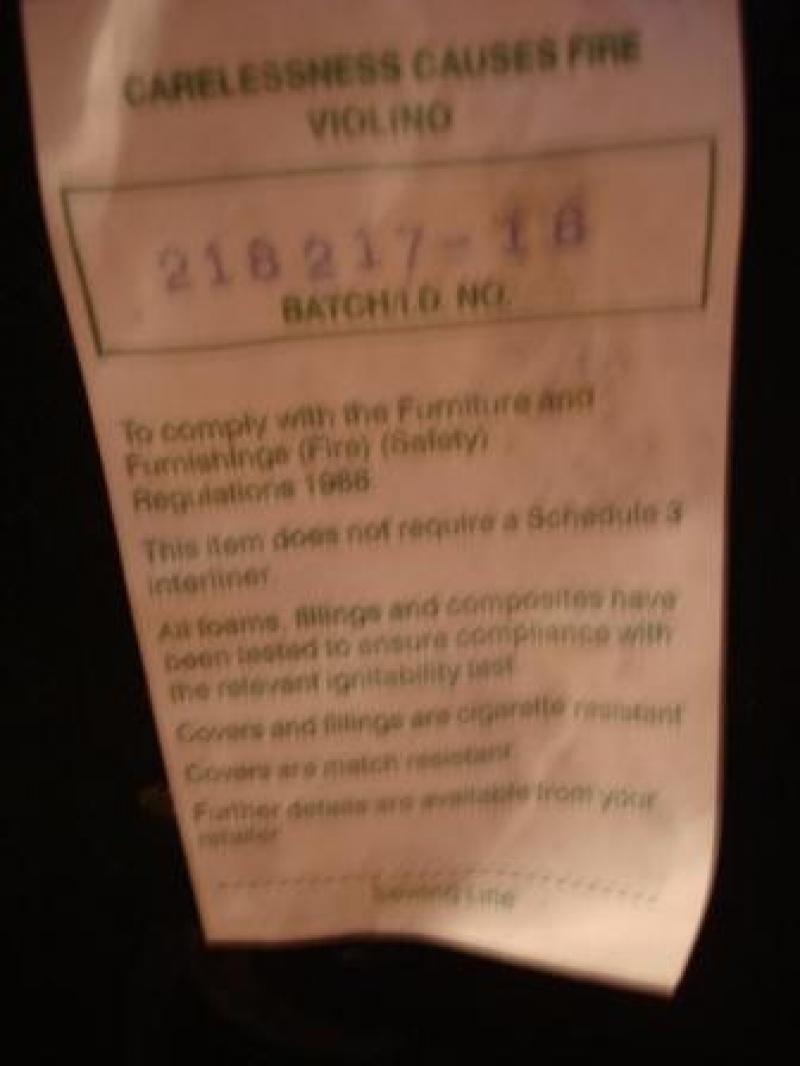 CARELESSNESS CAUSES FIRE
VIOLINO
218217-18
BATCH/I.D. NO.
To comply with the Furniture and
Furnishings (Fire) (Safety)
Regulations 1988
This item does not require a Schedule 3
interliner
All foams, fillings and composites have
been tested to ensure compliance with
the relevant ignitability test
Covers and fillings are cigarette resistant
Covers are match resistant
Further details are available from your
retailer
Sewing Line